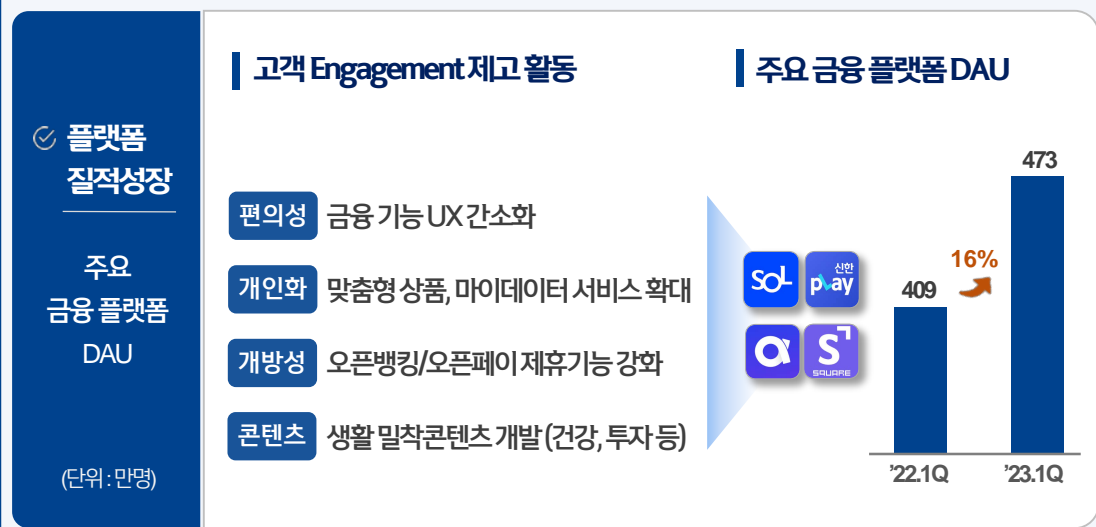 플랫폼
질적성장
주요
금융 플랫폼
DAU
(단위 : 만명)
고객 Engagement 제고 활동
편의성 금융 기능 UX 간소화
개인화 맞춤형 상품, 마이데이터 서비스 확대
개방성 오픈뱅킹/오픈페이 제휴기능 강화
콘텐츠 생활 밀착콘텐츠 개발 (건강, 투자 등)
주요 금융 플랫폼 DAU
SOL
신한
pLay
α
S
SQUARE
409
16%
473
’22.1Q
’23.1Q